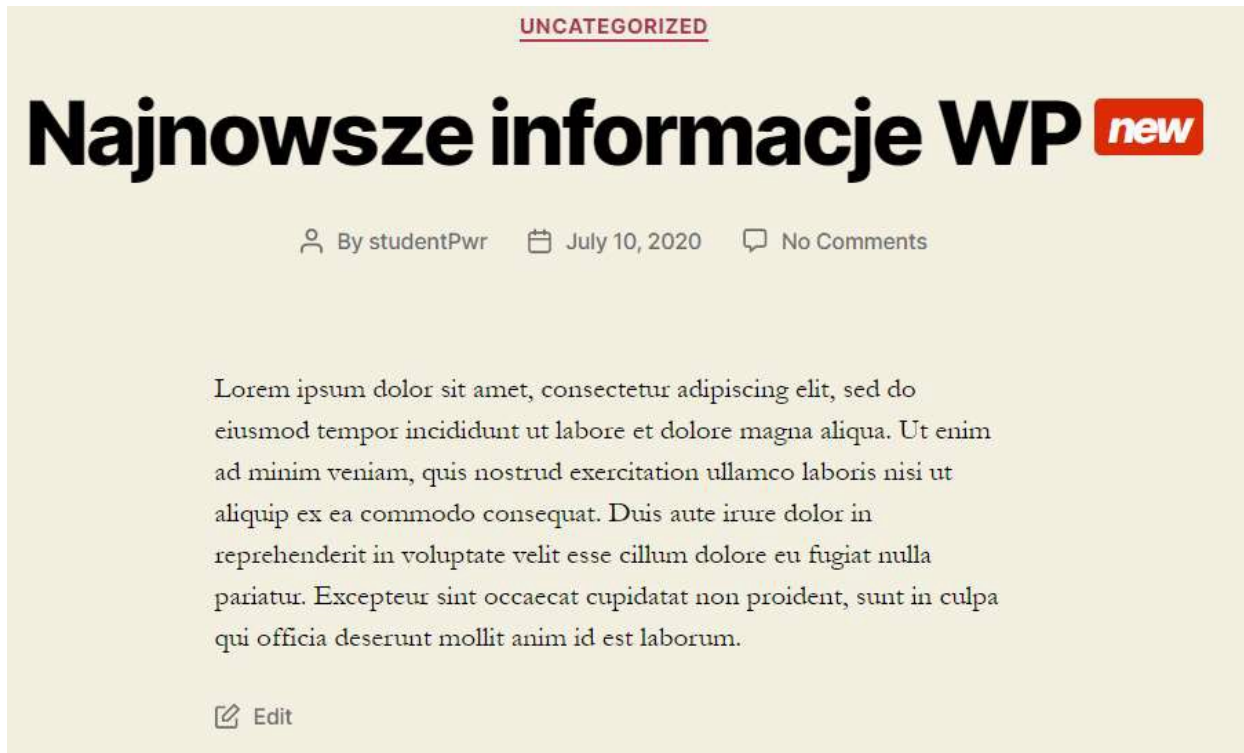 UNCATEGORIZED
Najnowsze informacje WP new
By studentPwr July 10, 2020 No Comments
Lorem ipsum dolor sit amet, consectetur adipiscing elit, sed do
eiusmod tempor incididunt ut labore et dolore magna aliqua. Ut enim
ad minim veniam, quis nostrud exercitation ullamco laboris nisi ut
aliquip ex ea commodo consequat. Duis aute irure dolor in
reprehenderit in voluptate velit esse cillum dolore eu fugiat nulla
pariatur. Excepteur sint occaecat cupidatat non proident, sunt in culpa
qui officia deserunt mollit anim id est laborum.
Edit